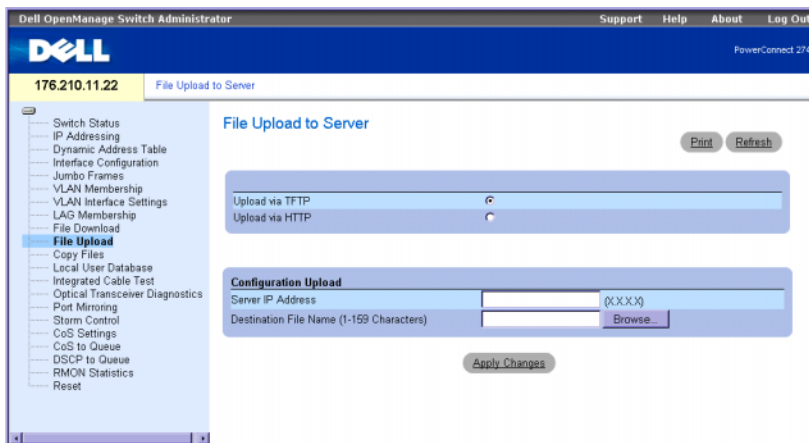 Dell OpenManage Switch Administrator
Support Help About Log Out
DELL
PowerConnect 274
176.210.11.22
File Upload to Server
Switch Status
IP Addressing
Dynamic Address Table
Interface Configuration
Jumbo Frames
VLAN Membership
VLAN Interface Settings
LAG Membership
File Download
File Upload
Copy Files
Local User Database
Integrated Cable Test
Optical Transceiver Diagnostics
Port Mirroring
Storm Control
CoS Settings
CoS to Queue
DSCP to Queue
RMON Statistics
Reset
File Upload to Server
Print Refresh
Upload via TFTP
Upload via HTTP
Configuration Upload
Server IP Address (X.X.X.X)
Destination File Name (1-159 Characters) Browse...
Apply Changes